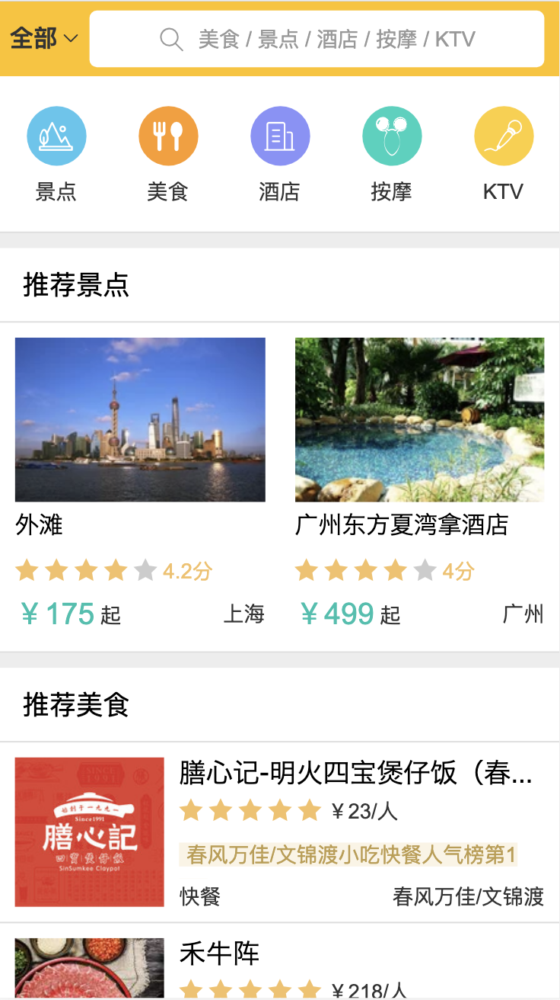 全部
美食 / 景点 / 酒店 / 按摩 / KTV
景点
美食
酒店
按摩
KTV
推荐景点
外滩
广州东方夏湾拿酒店
4.2分
4分
¥ 175 起
上海
¥ 499 起
广州
推荐美食
膳心记-明火四宝煲仔饭（春...
¥23/人
春风万佳/文锦渡小吃快餐人气榜第1
快餐
春风万佳/文锦渡
始創于一九九一
Since1991
膳心記
四寶煲仔飯
SinSumkee Claypot
禾牛阵
¥218/人